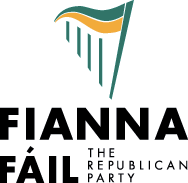 FIANNA
FÁIL THE REPUBLICAN PARTY